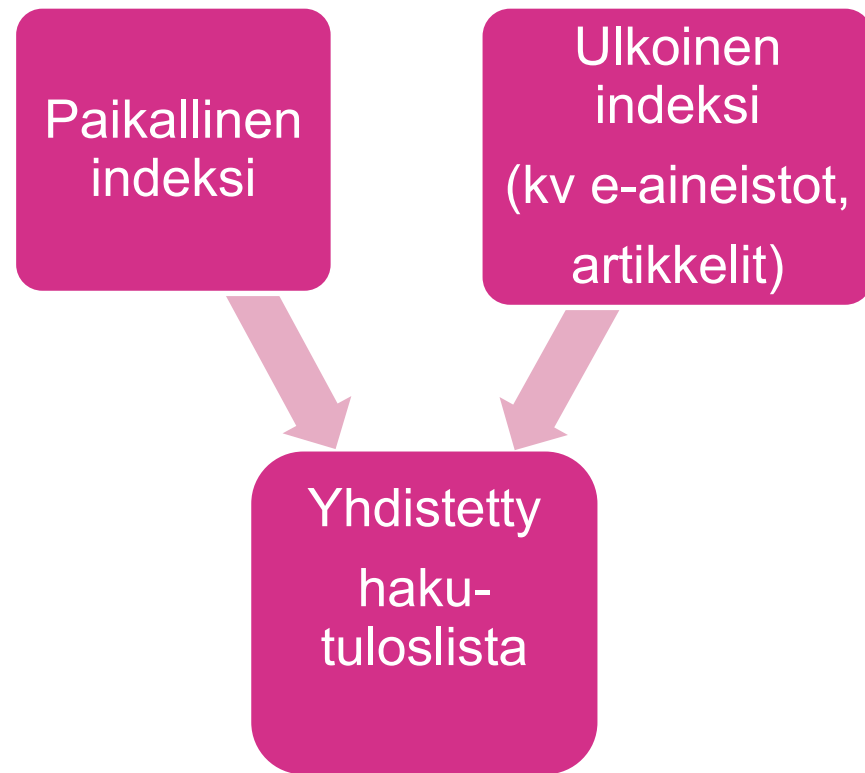 Paikallinen
indeksi
Ulkoinen
indeksi
(kv e-aineistot,
artikkelit)
Yhdistetty
haku-
tuloslista